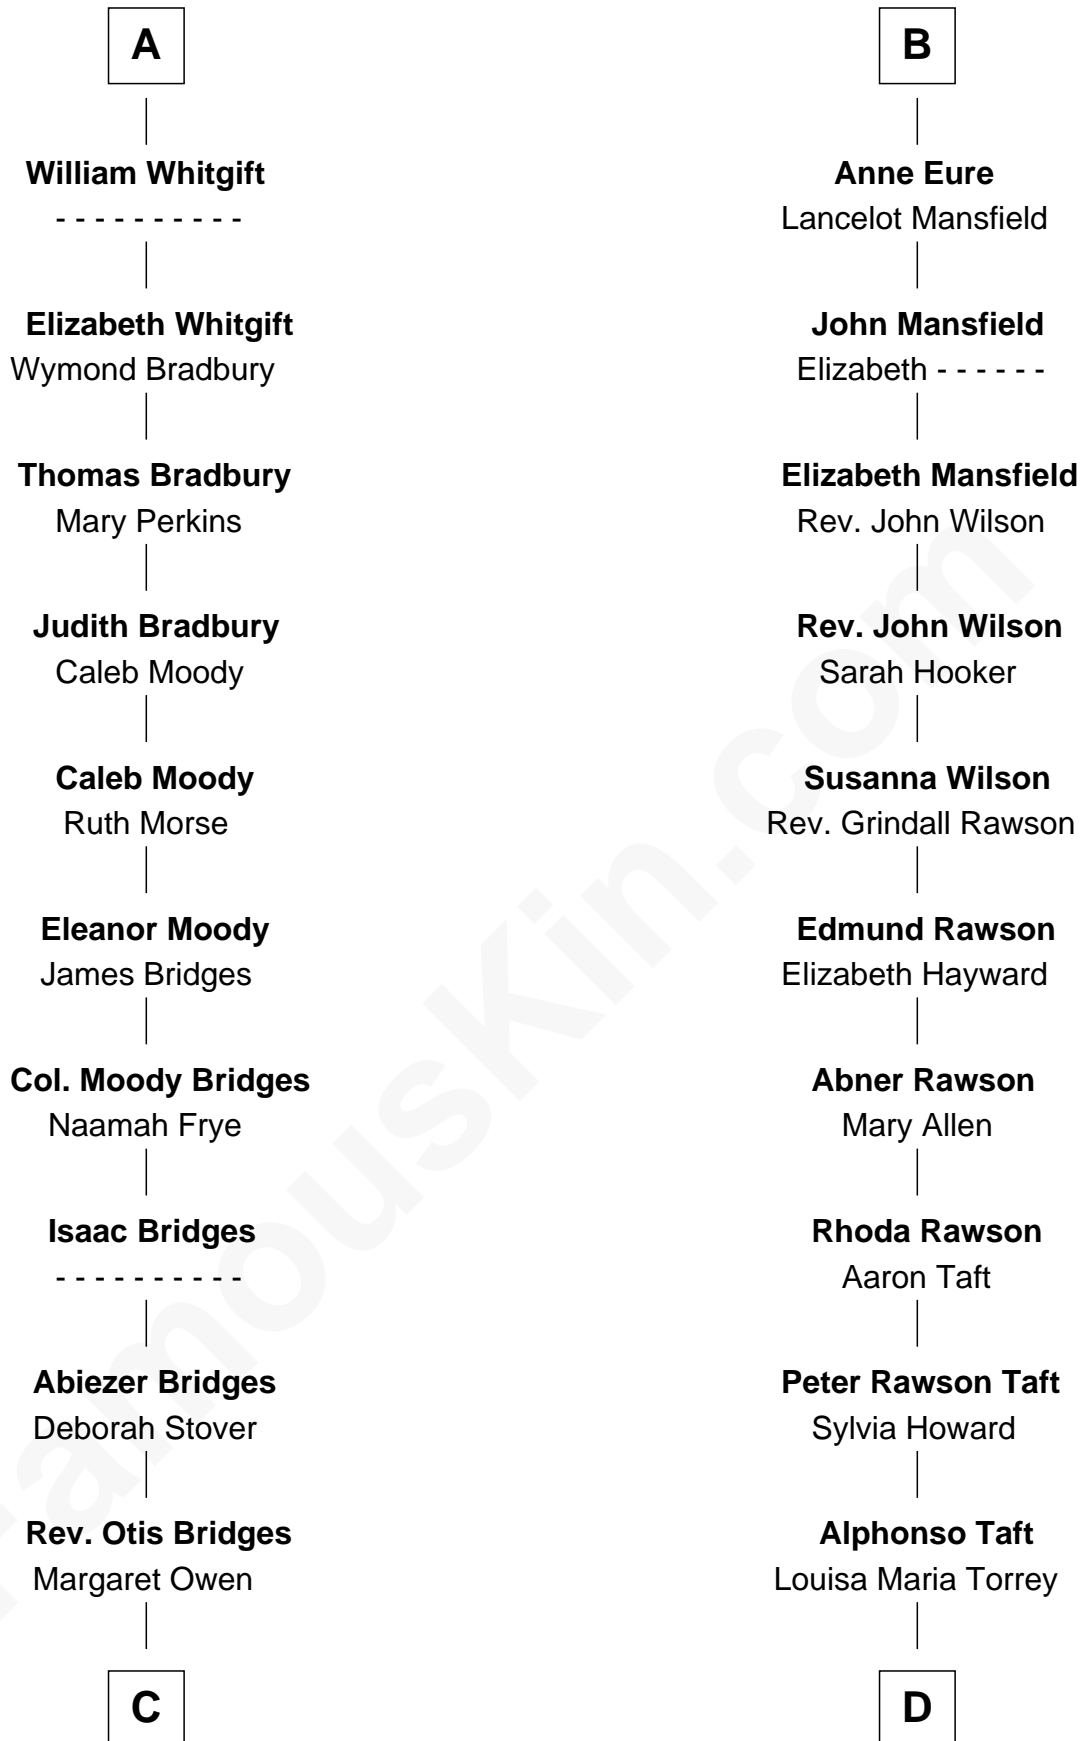 A
William Whitgift
- - - - - - - - - -
Elizabeth Whitgift
Wymond Bradbury
Thomas Bradbury
Mary Perkins
Judith Bradbury
Caleb Moody
Caleb Moody
Ruth Morse
Eleanor Moody
James Bridges
Col. Moody Bridges
Naamah Frye
Isaac Bridges
- - - - - - - - - -
Abiezer Bridges
Deborah Stover
Rev. Otis Bridges
Margaret Owen
C
B
Anne Eure
Lancelot Mansfield
John Mansfield
Elizabeth - - - - - -
Elizabeth Mansfield
Rev. John Wilson
Rev. John Wilson
Sarah Hooker
Susanna Wilson
Rev. Grindall Rawson
Edmund Rawson
Elizabeth Hayward
Abner Rawson
Mary Allen
Rhoda Rawson
Aaron Taft
Peter Rawson Taft
Sylvia Howard
Alphonso Taft
Louisa Maria Torrey
D
FamousKin.com